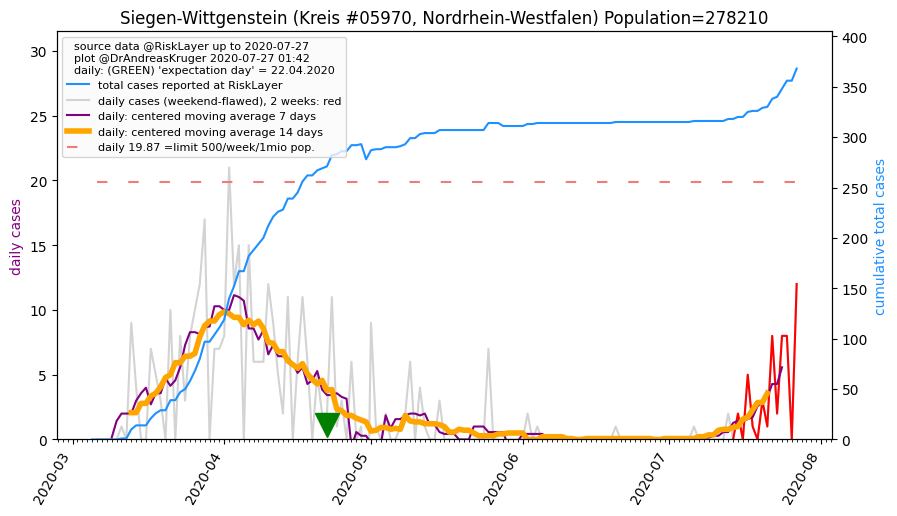 Siegen-Wittgenstein (Kreis #05970, Nordrhein-Westfalen) Population=278210
source data @RiskLayer up to 2020-07-27
plot @DrAndreasKruger 2020-07-27 01:42
daily: (GREEN) 'expectation day' = 22.04.2020
total cases reported at RiskLayer
daily cases (weekend-flawed), 2 weeks: red
daily: centered moving average 7 days
daily: centered moving average 14 days
daily 19.87 =limit 500/week/1mio pop.
daily cases
30
25
20
15
10
5
0
cumulative total cases
400
350
300
250
200
150
100
50
0
2020-03
2020-04
2020-05
2020-06
2020-07
2020-08